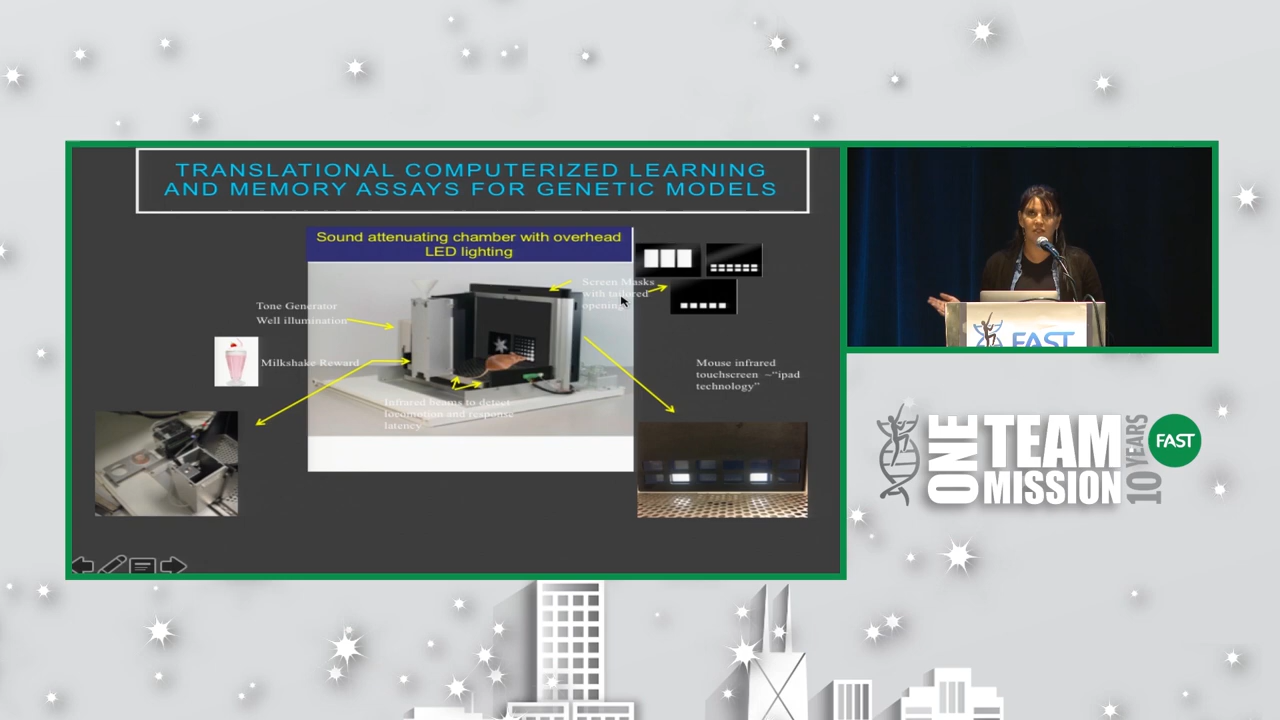 TRANSLATIONAL COMPUTERIZED LEARNING
AND MEMORY ASSAYS FOR GENETIC MODELS
Sound attenuating chamber with overhead
LED lighting
Screen Masks
with tailored
openings
Tone Generator
Well illumination
Milkshake Reward
Mouse infrared
touchscreen ~“ipad
technology”
Infrared beams to detect
locomotion and response
latency
FAST
ONE
TEAM
MISSION
10 YEARS
FAST